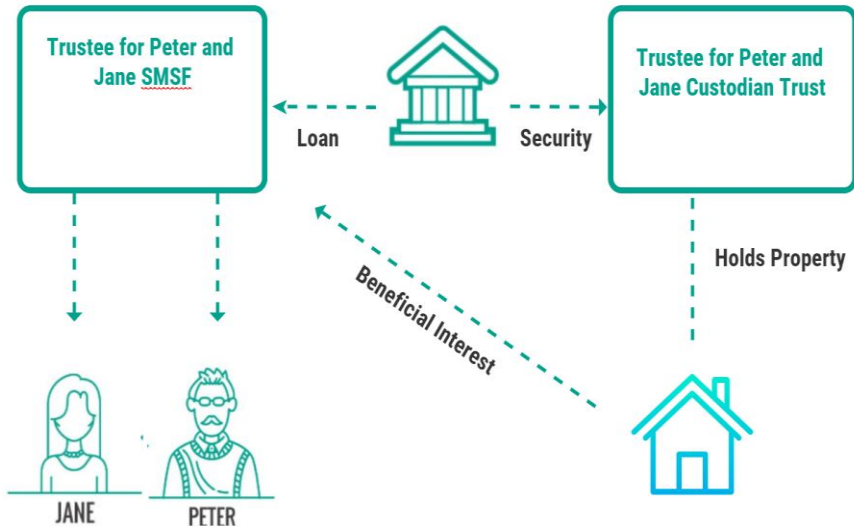 Trustee for Peter and
Jane SMSF
Trustee for Peter and
Jane Custodian Trust
Loan
Security
Holds Property
Beneficial Interest
JANE
PETER